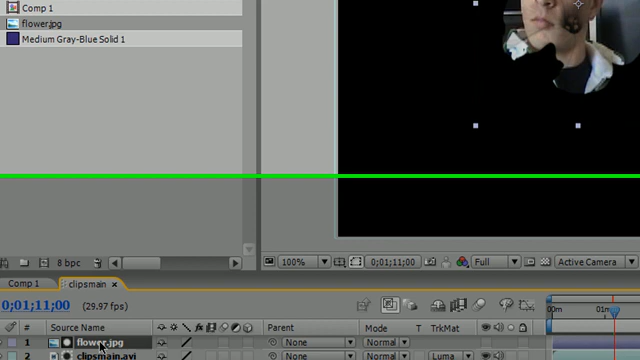 Comp 1
flower.jpg
Medium Gray-Blue Solid 1
8 bpc
100%
0;01;11;00
Full
Active Camera
Comp 1
clipsmain
0;01;11;00
(29.97 fps)
00m
01m
#
Source Name
Parent
Mode
T
TrkMat
1
flower.jpg
None
Normal
2
clipsmain.avi
None
Normal
Luma